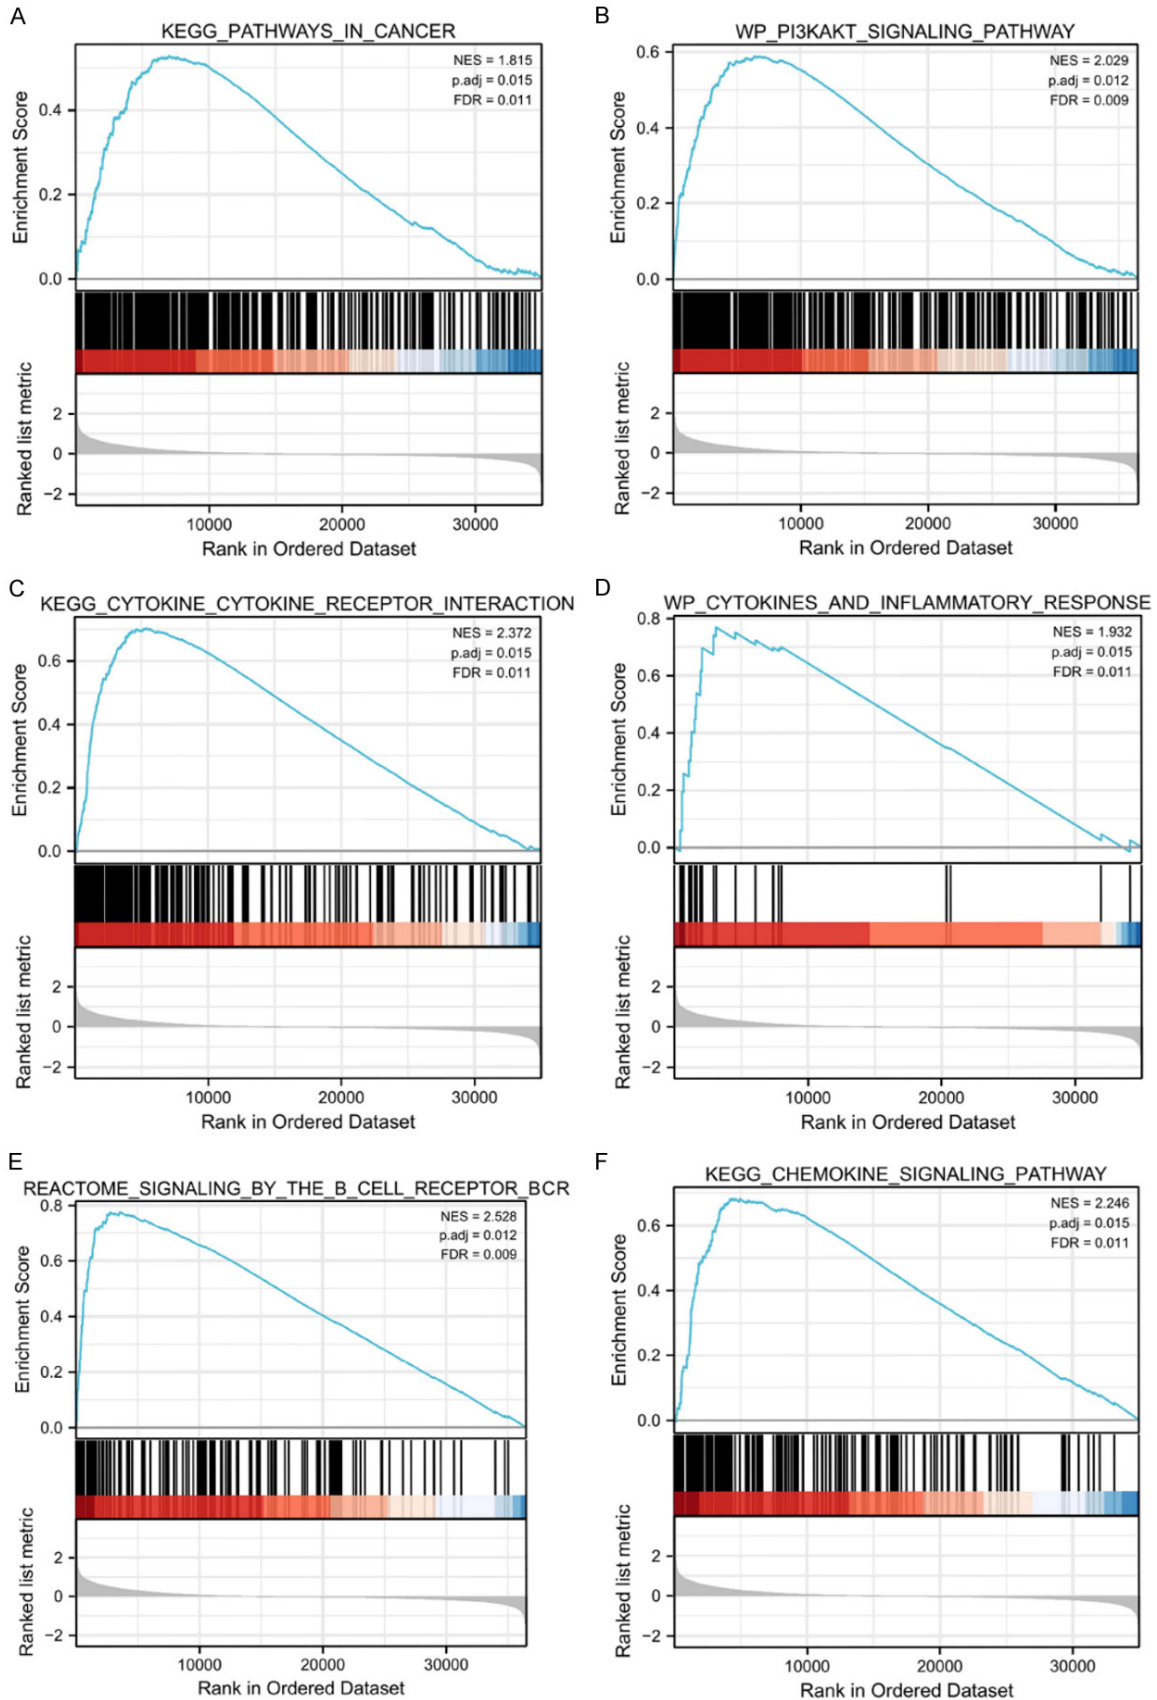 A
KEGG_PATHWAYS_IN_CANCER
NES = 1.815
p.adj = 0.015
FDR = 0.011
Enrichment Score
0.4
0.2
0.0
Ranked list metric
2
0
−2
10000 20000 30000
Rank in Ordered Dataset
B
WP_PI3KAKT_SIGNALING_PATHWAY
NES = 2.029
p.adj = 0.012
FDR = 0.009
Enrichment Score
0.6
0.4
0.2
0.0
Ranked list metric
2
0
−2
10000 20000 30000
Rank in Ordered Dataset
C
KEGG_CYTOKINE_CYTOKINE_RECEPTOR_INTERACTION
NES = 2.372
p.adj = 0.015
FDR = 0.011
Enrichment Score
0.6
0.4
0.2
0.0
Ranked list metric
2
0
−2
10000 20000 30000
Rank in Ordered Dataset
D
WP_CYTOKINES_AND_INFLAMMATORY_RESPONSE
NES = 1.932
p.adj = 0.015
FDR = 0.011
Enrichment Score
0.8
0.6
0.4
0.2
0.0
Ranked list metric
2
0
−2
10000 20000 30000
Rank in Ordered Dataset
E
REACTOME_SIGNALING_BY_THE_B_CELL_RECEPTOR_BCR
NES = 2.528
p.adj = 0.012
FDR = 0.009
Enrichment Score
0.8
0.6
0.4
0.2
0.0
Ranked list metric
2
0
−2
10000 20000 30000
Rank in Ordered Dataset
F
KEGG_CHEMOKINE_SIGNALING_PATHWAY
NES = 2.246
p.adj = 0.015
FDR = 0.011
Enrichment Score
0.6
0.4
0.2
0.0
Ranked list metric
2
0
−2
10000 20000 30000
Rank in Ordered Dataset